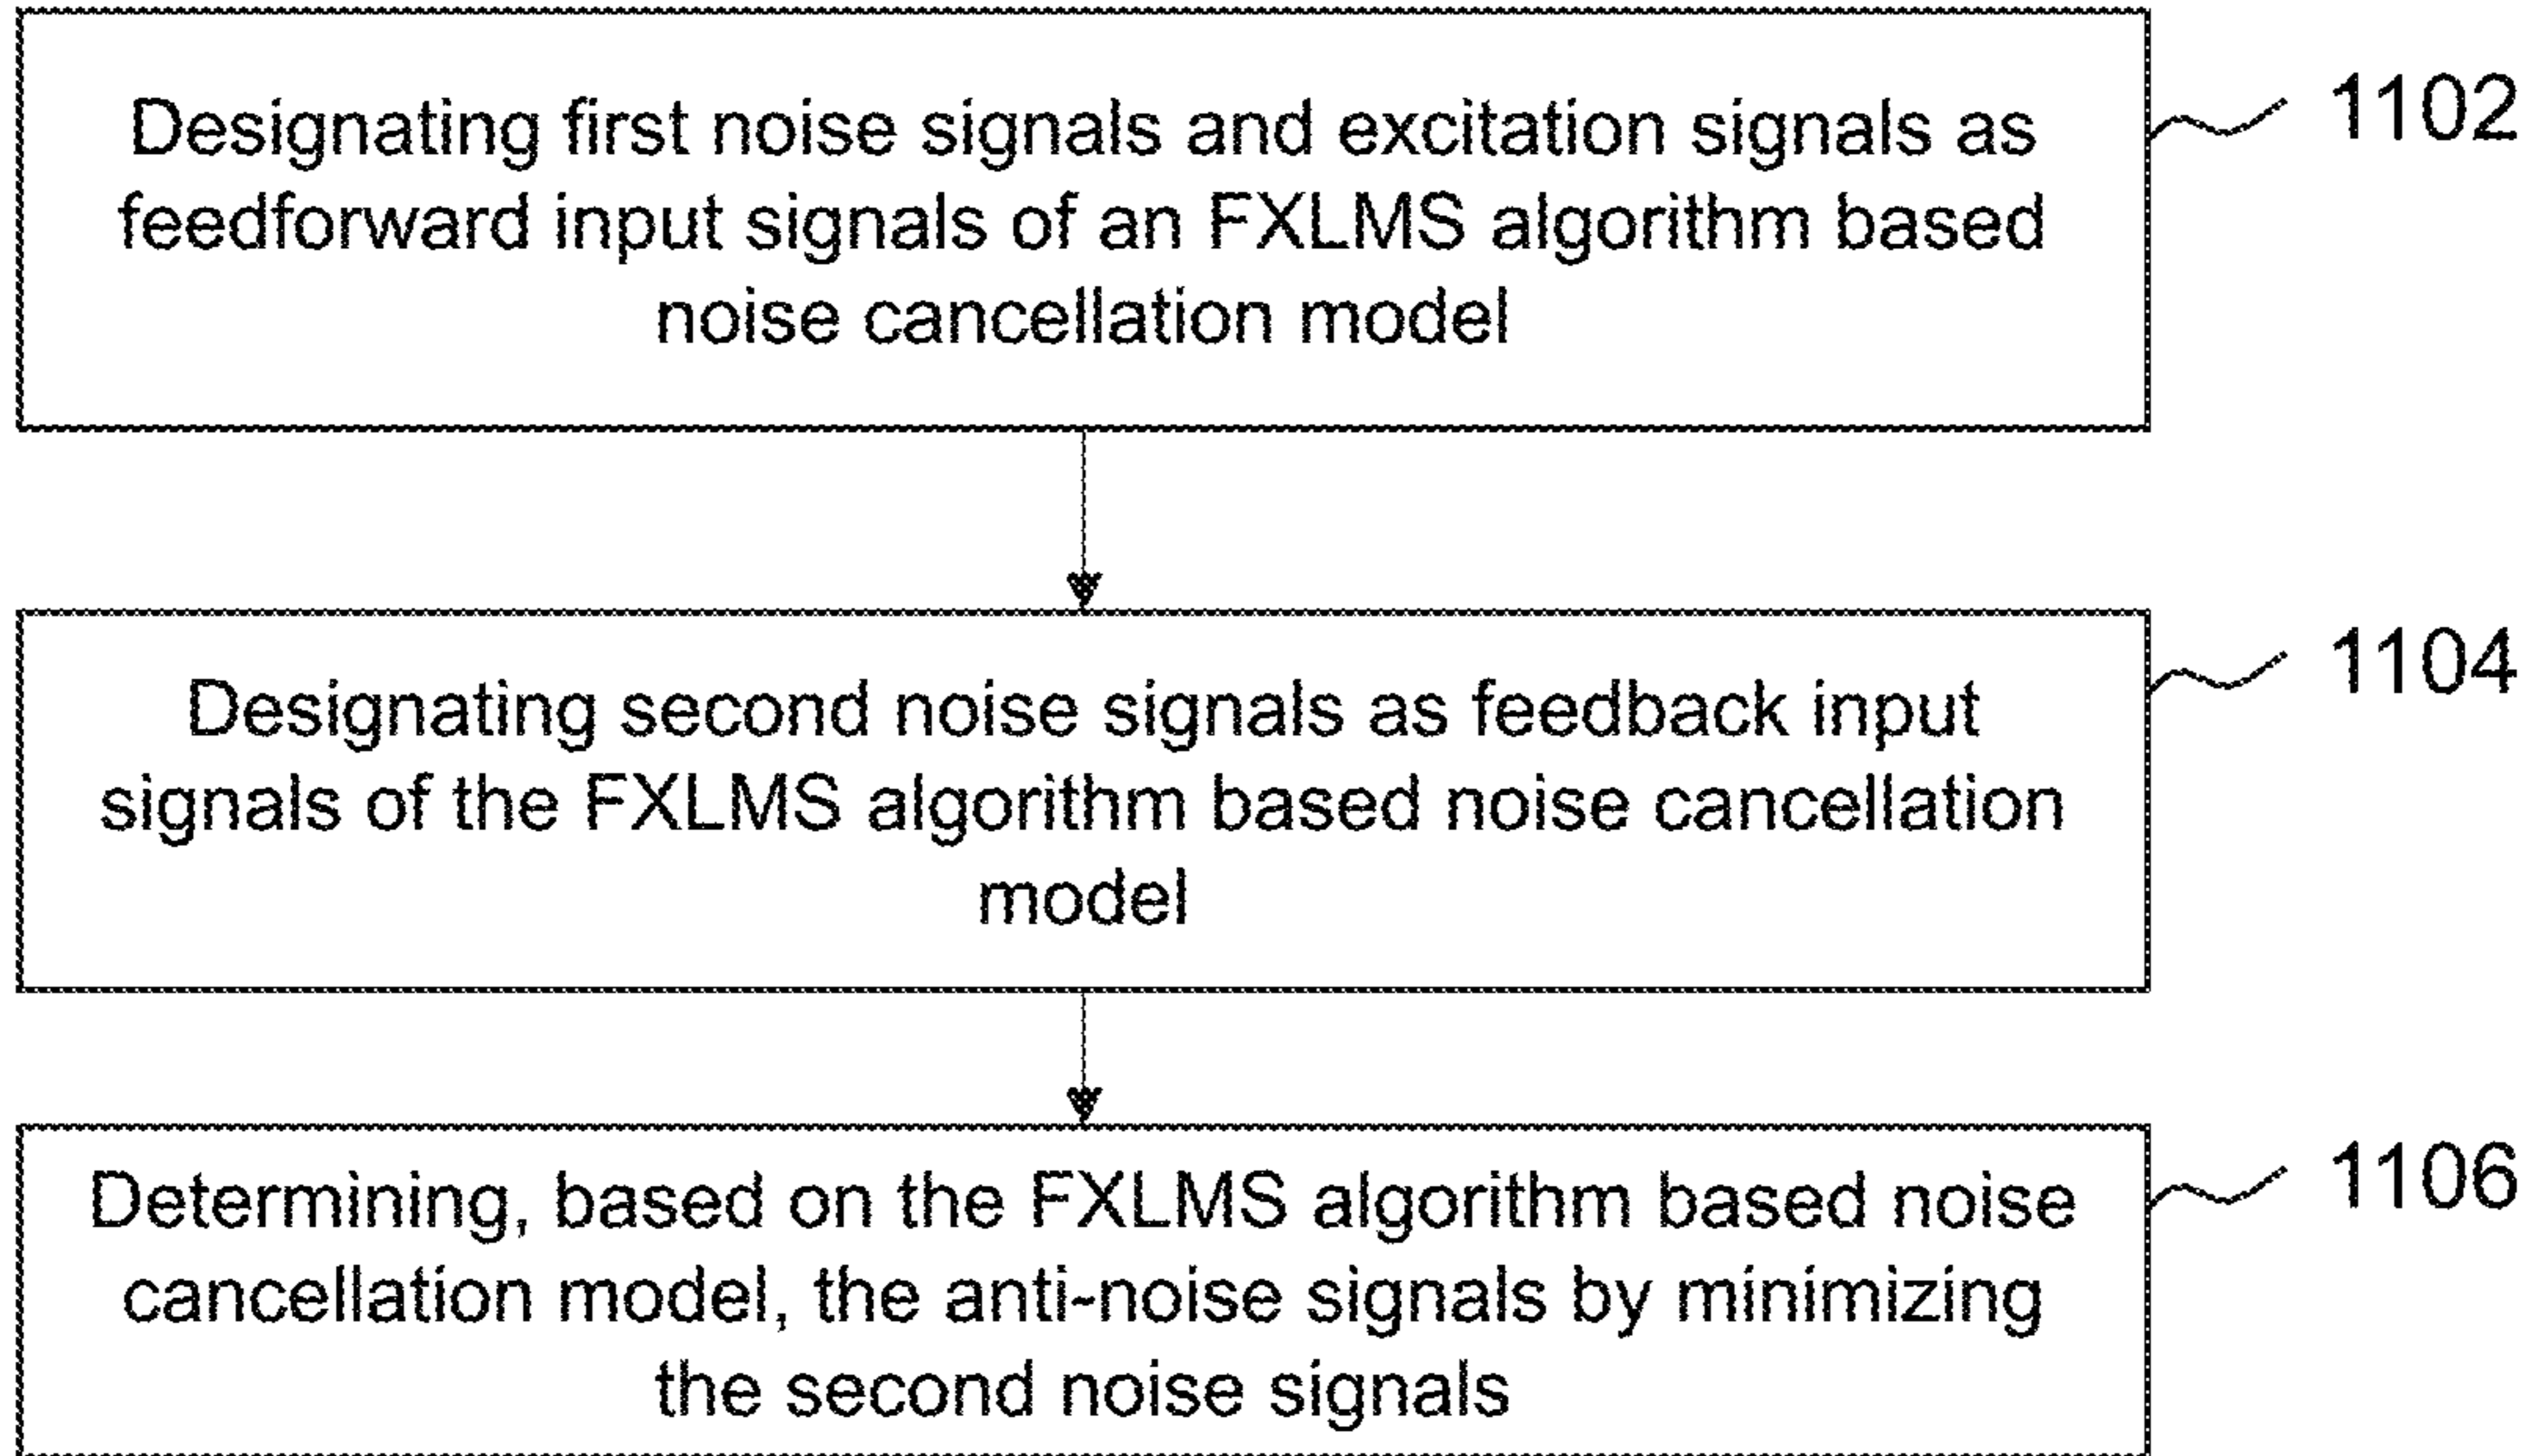 Designating first noise signals and excitation signals as
feedforward input signals of an FXLMS algorithm based
noise cancellation model
1102
Designating second noise signals as feedback input
signals of the FXLMS algorithm based noise cancellation
model
1104
Determining, based on the FXLMS algorithm based noise
cancellation model, the anti-noise signals by minimizing
the second noise signals
1106